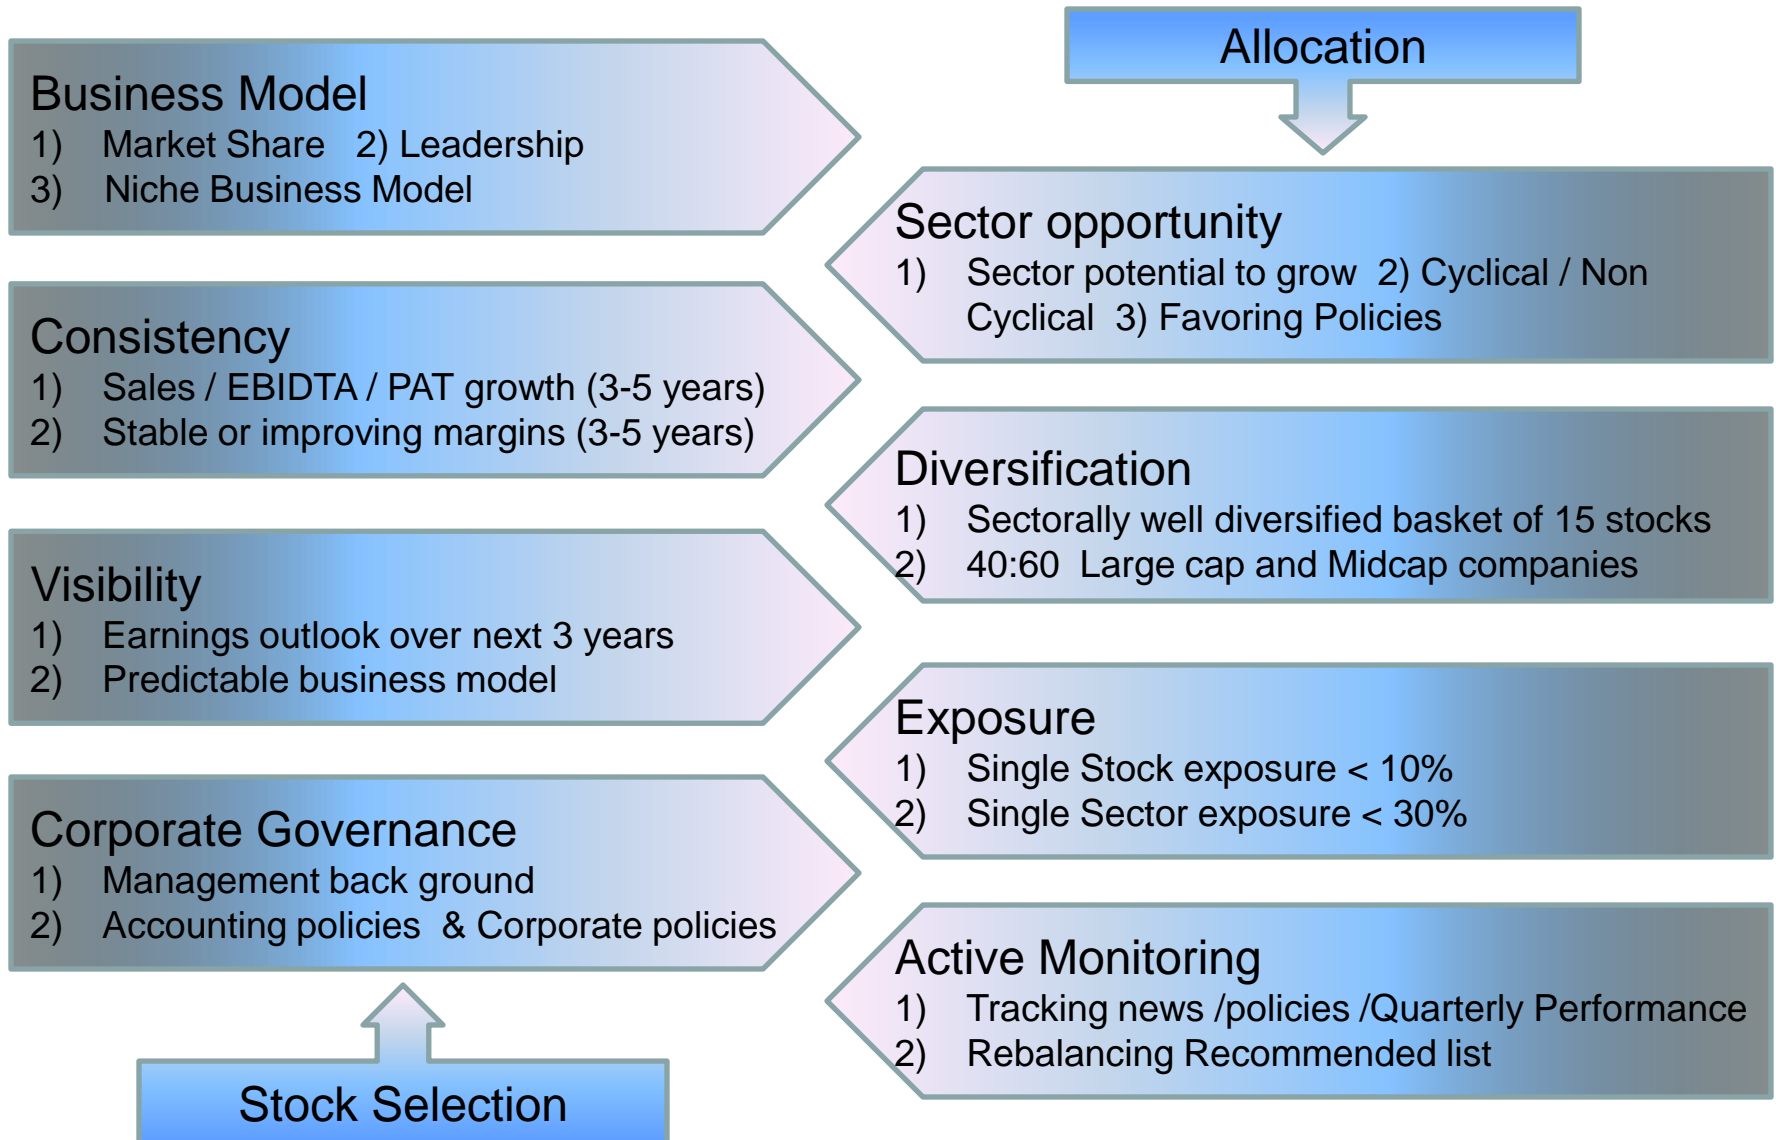 Business Model
1) Market Share 2) Leadership
3) Niche Business Model
Consistency
1) Sales / EBIDTA / PAT growth (3-5 years)
2) Stable or improving margins (3-5 years)
Visibility
1) Earnings outlook over next 3 years
2) Predictable business model
Corporate Governance
1) Management back ground
2) Accounting policies & Corporate policies
Stock Selection
Allocation
Sector opportunity
1) Sector potential to grow 2) Cyclical / Non
Cyclical 3) Favoring Policies
Diversification
1) Sectorally well diversified basket of 15 stocks
2) 40:60 Large cap and Midcap companies
Exposure
1) Single Stock exposure < 10%
2) Single Sector exposure < 30%
Active Monitoring
1) Tracking news /policies /Quarterly Performance
2) Rebalancing Recommended list